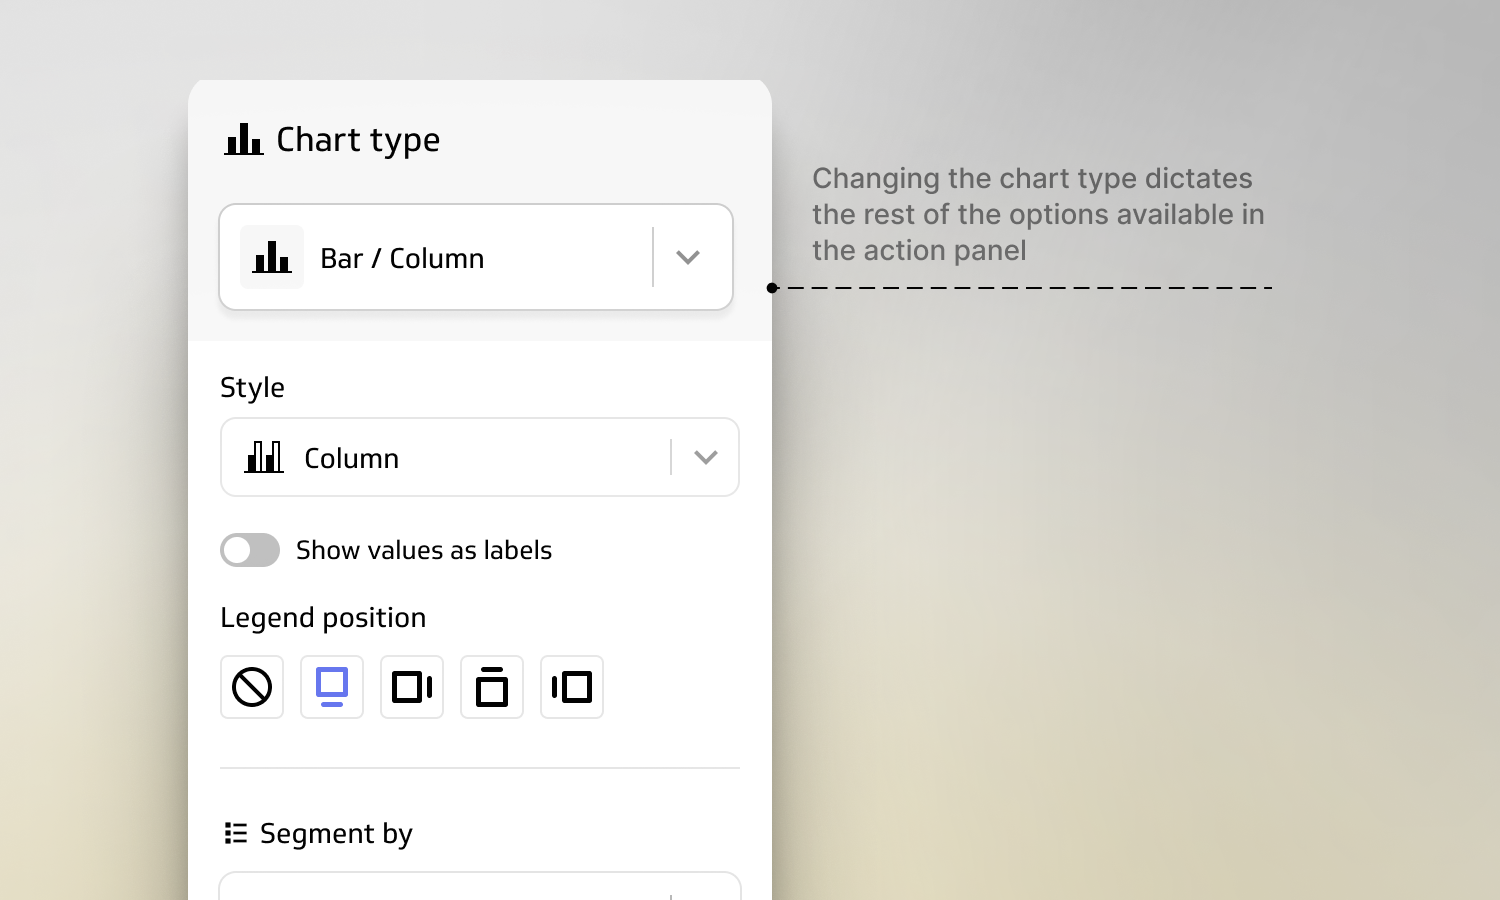 Chart type
Changing the chart type dictates
the rest of the options available in
the action panel
Bar / Column
Style
Column
Show values as labels
Legend position
Segment by